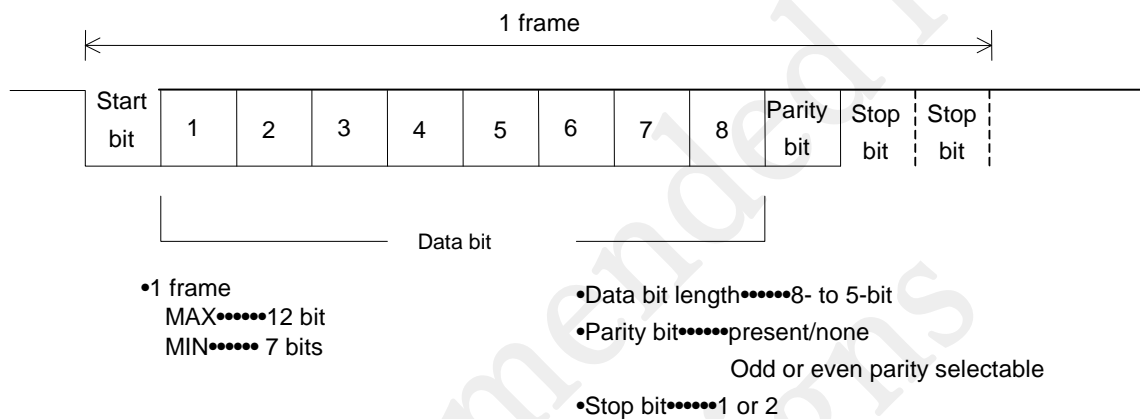 1 frame
Start bit
1 2 3 4 5 6 7 8
Parity bit
Stop bit
Stop bit
Data bit
•1 frame
MAX••••••12 bit
MIN•••••• 7 bits
•Data bit length••••••8- to 5-bit
•Parity bit••••••present/none
Odd or even parity selectable
•Stop bit••••••1 or 2